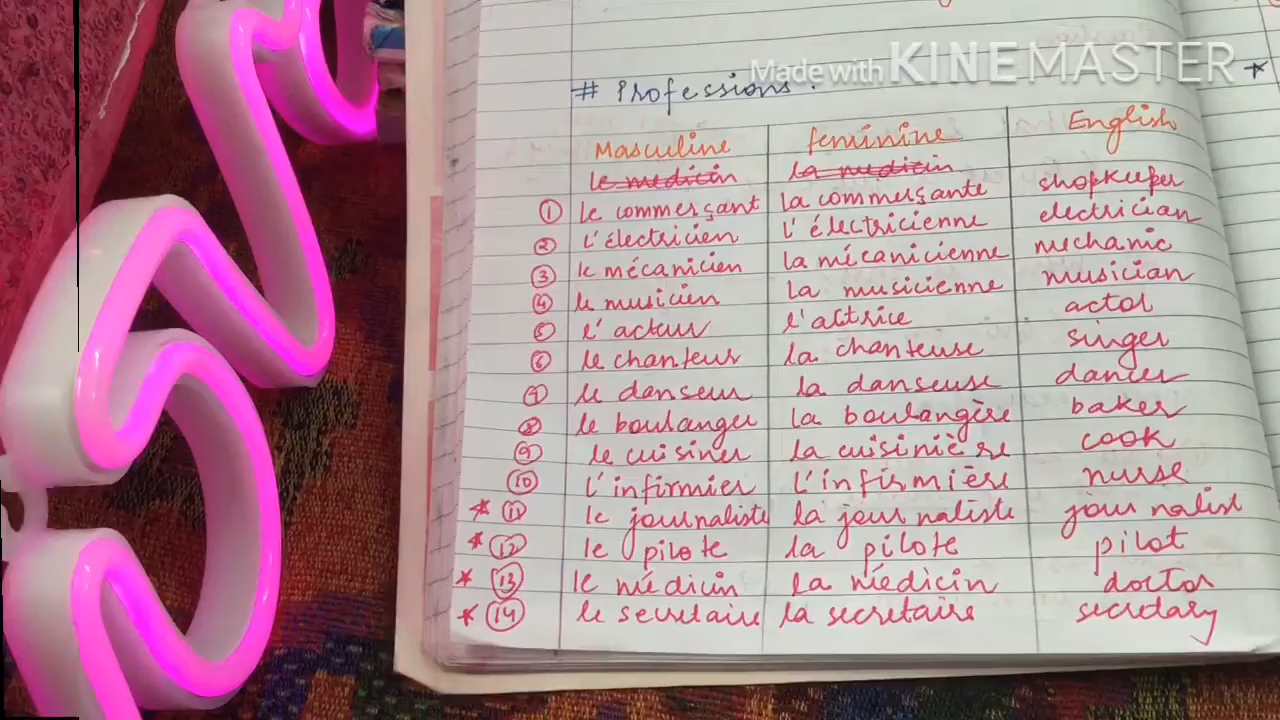 Made with KINEMASTER
# Professions :
Masculine feminine English
le medicin la medicin
① le commerçant la commerçante shopkeeper
② l'électricien l'électricienne electrician
③ le mécanicien la mécanicienne mechanic
④ le musicien la musicienne musician
⑤ l'acteur l'actrice actor
⑥ le chanteur la chanteuse singer
⑦ le danseur la danseuse dancer
⑧ le boulanger la boulangère baker
⑨ le cuisiner la cuisinière cook
⑩ l'infirmier l'infirmière nurse
* ⑪ le journaliste la journaliste journalist
* ⑫ le pilote la pilote pilot
* ⑬ le médicin la médicin doctor
* ⑭ le secretaire la secretaire secretary